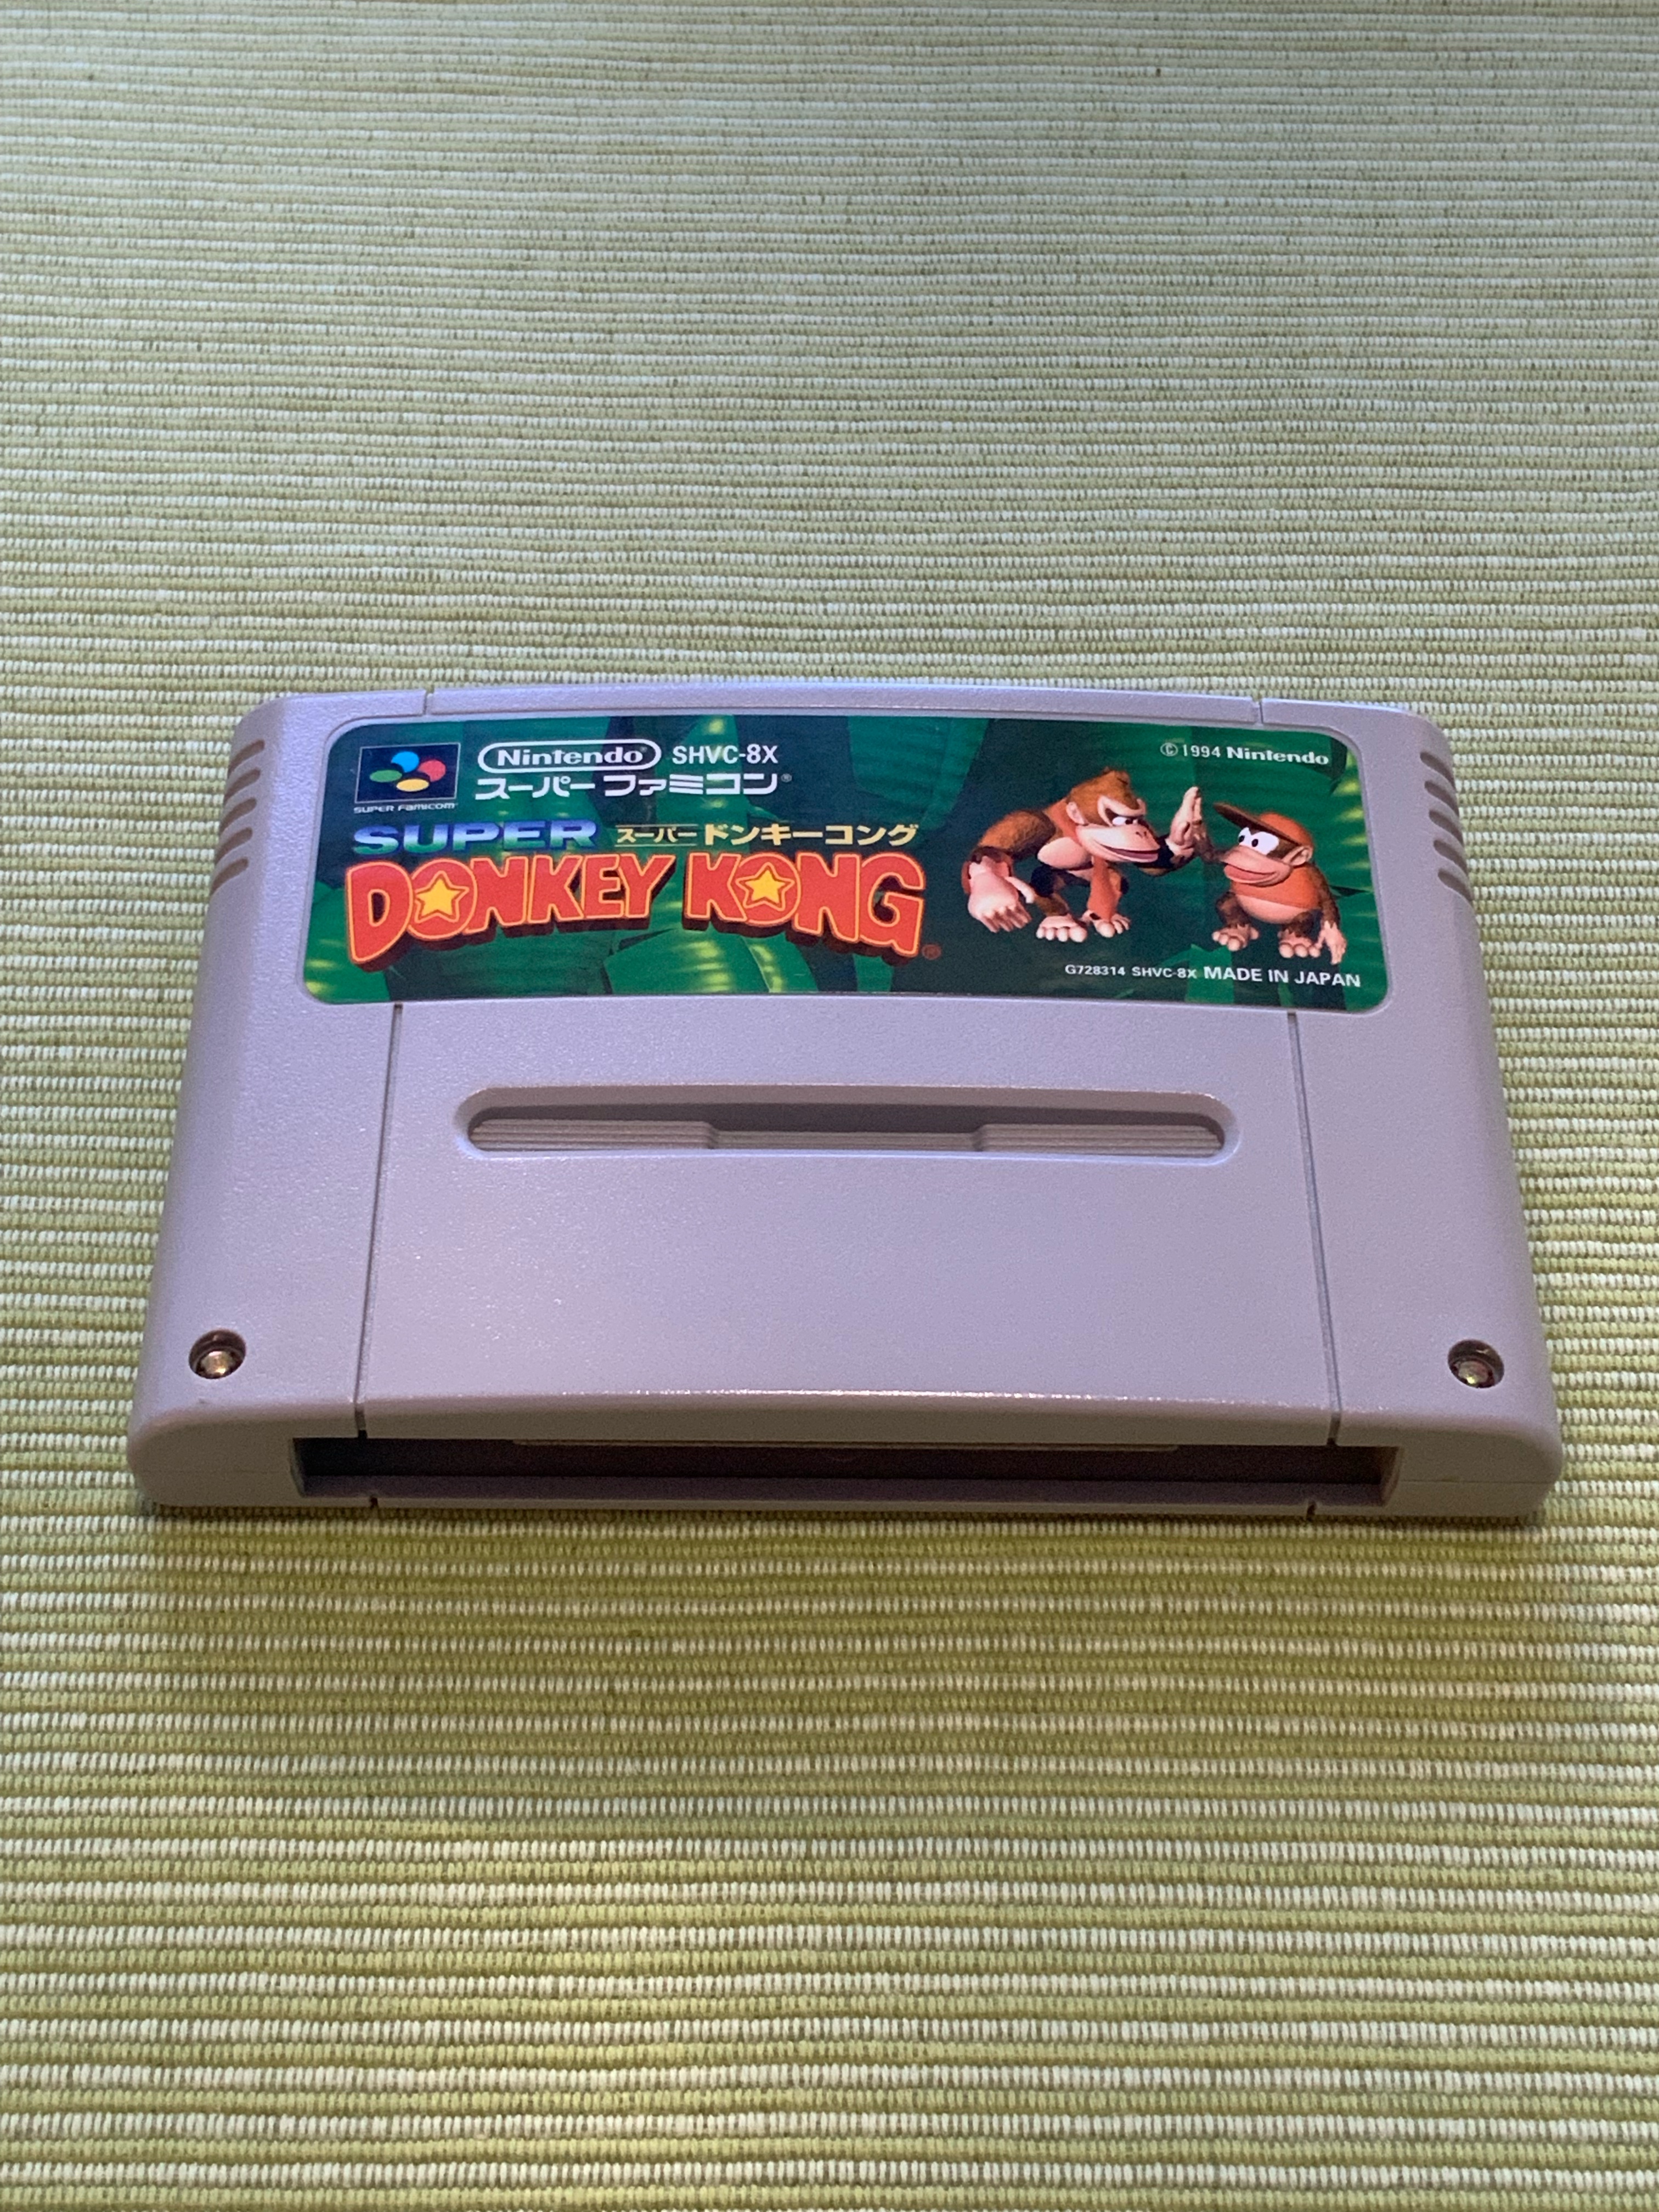 Nintendo® SHVC-8X
スーパーファミコン®
SUPER FAMICOM™
©1994 Nintendo
SUPER スーパードンキーコング
DONKEY KONG®
G728314 SHVC-8X MADE IN JAPAN